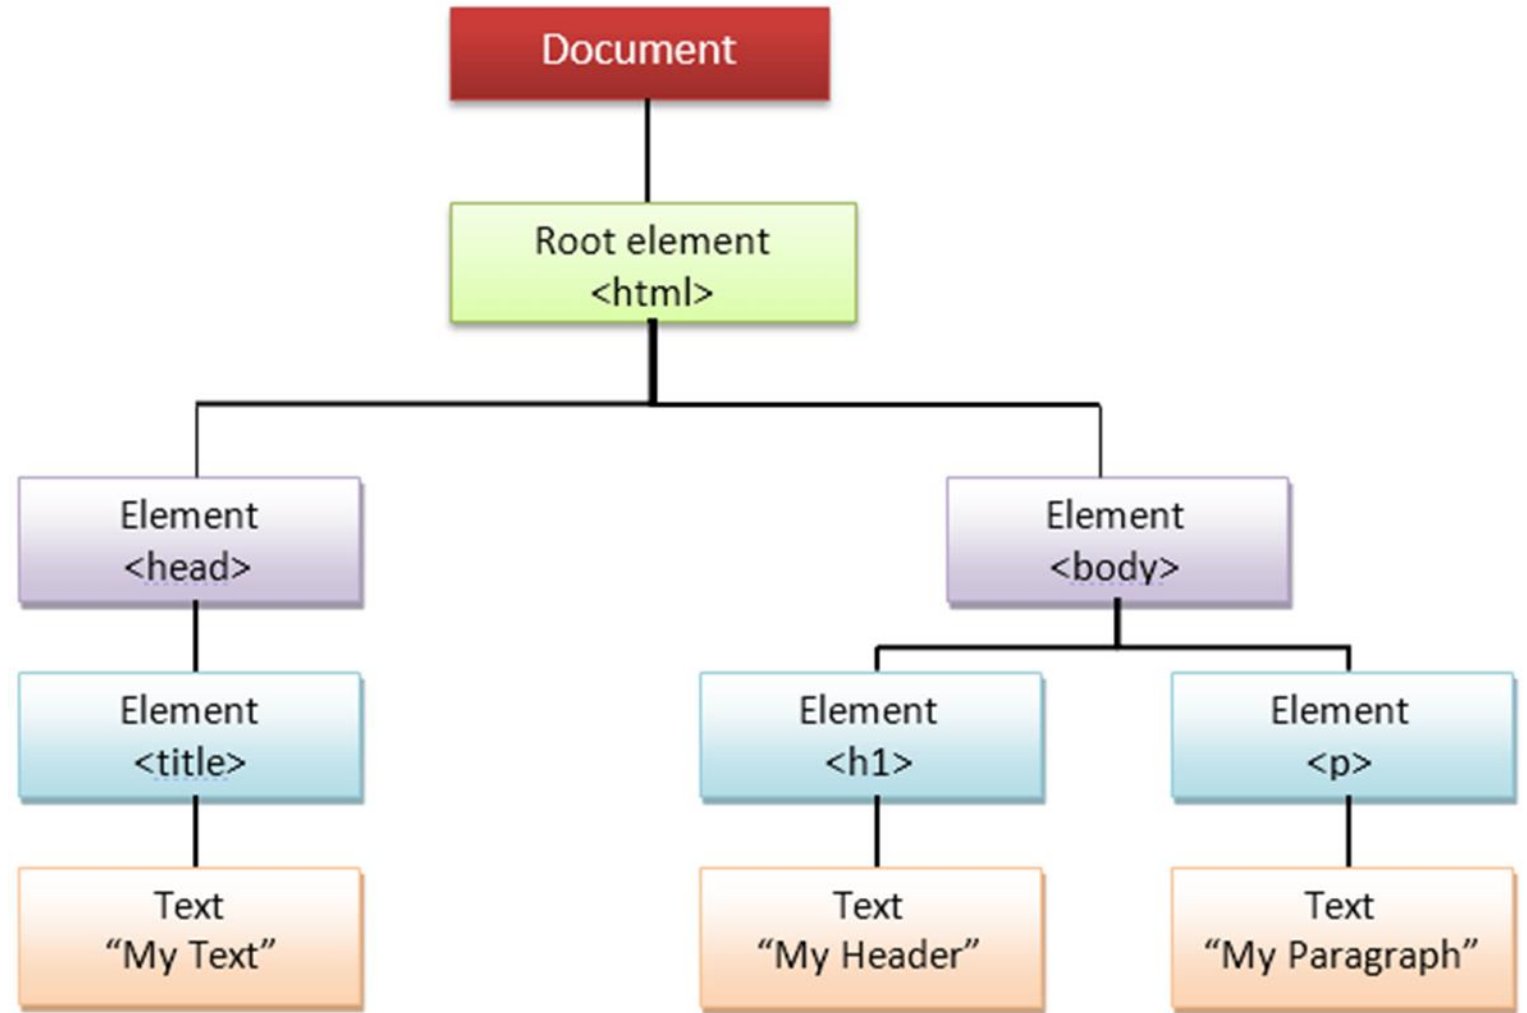 Document
Root element
<html>
Element
<head>
Element
<body>
Element
<title>
Element
<h1>
Element
<p>
Text
“My Text”
Text
“My Header”
Text
“My Paragraph”